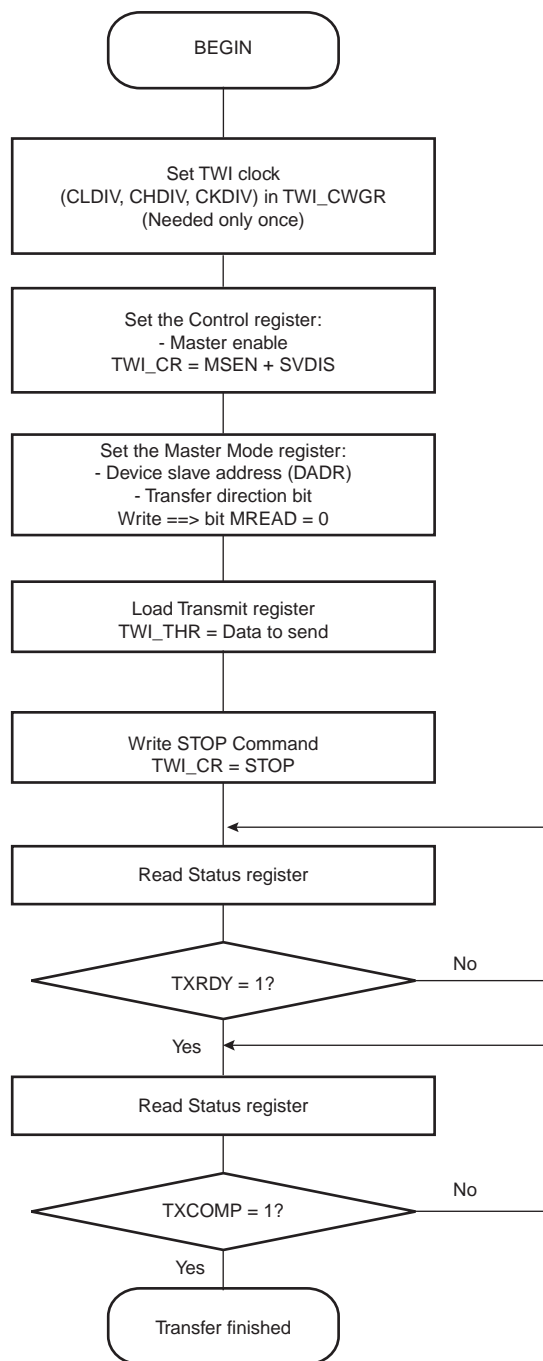 BEGIN
Set TWI clock
(CLDIV, CHDIV, CKDIV) in TWI_CWGR
(Needed only once)
Set the Control register:
- Master enable
TWI_CR = MSEN + SVDIS
Set the Master Mode register:
- Device slave address (DADR)
- Transfer direction bit
Write ==> bit MREAD = 0
Load Transmit register
TWI_THR = Data to send
Write STOP Command
TWI_CR = STOP
Read Status register
TXRDY = 1?
No
Yes
Read Status register
TXCOMP = 1?
No
Yes
Transfer finished